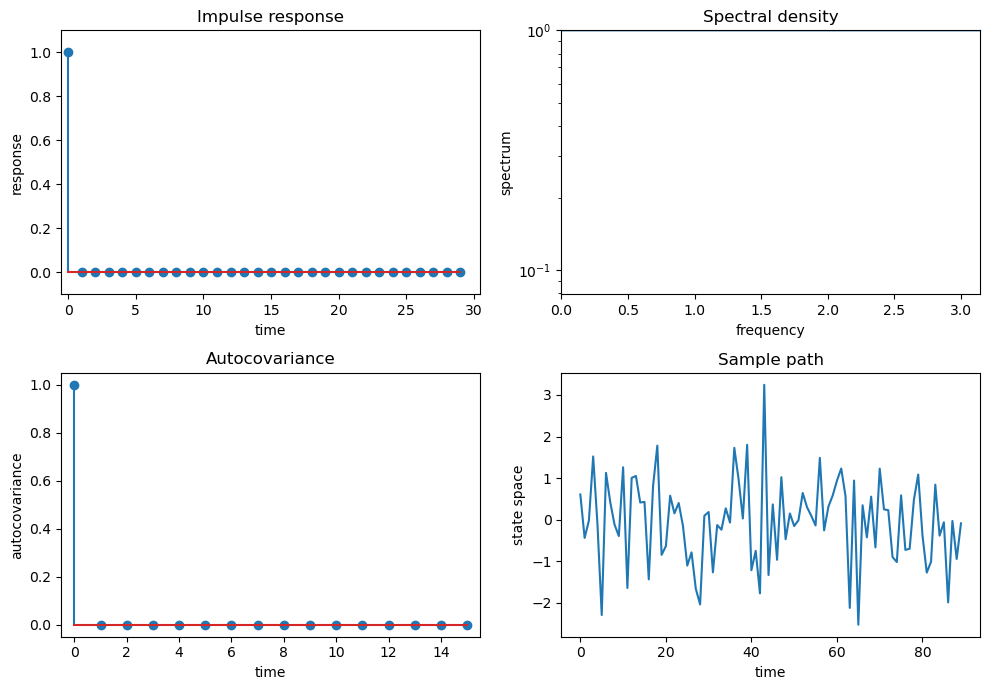 Impulse response
1.0
0.8
0.6
0.4
0.2
0.0
response
0 5 10 15 20 25 30
time
Spectral density
10⁰
10⁻¹
spectrum
0.0 0.5 1.0 1.5 2.0 2.5 3.0
frequency
Autocovariance
1.0
0.8
0.6
0.4
0.2
0.0
autocovariance
0 2 4 6 8 10 12 14
time
Sample path
3
2
1
0
−1
−2
state space
0 20 40 60 80
time